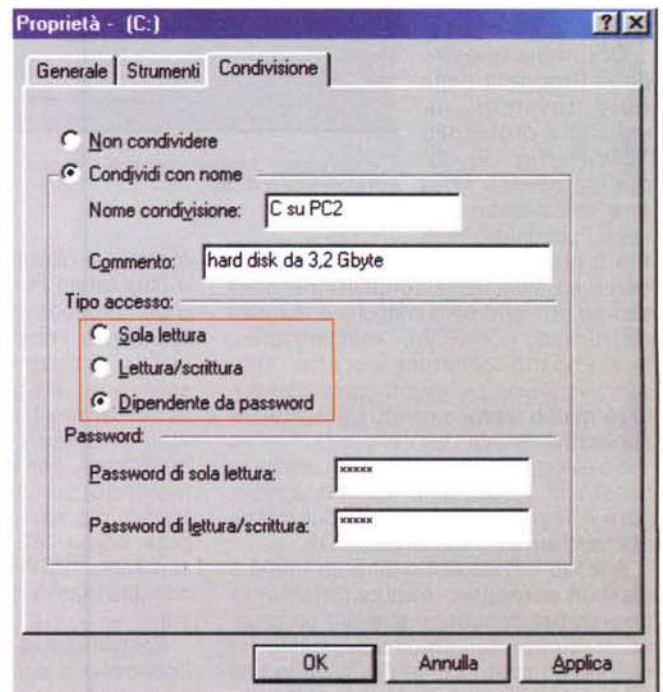 Proprietà - (C:)
Generale Strumenti Condivisione
Non condividere
Condividi con nome
Nome condivisione: C su PC2
Commento: hard disk da 3,2 Gbyte
Tipo accesso:
Sola lettura
Lettura/scrittura
Dipendente da password
Password:
Password di sola lettura: xxxxx
Password di lettura/scrittura: xxxxx
OK Annulla Applica